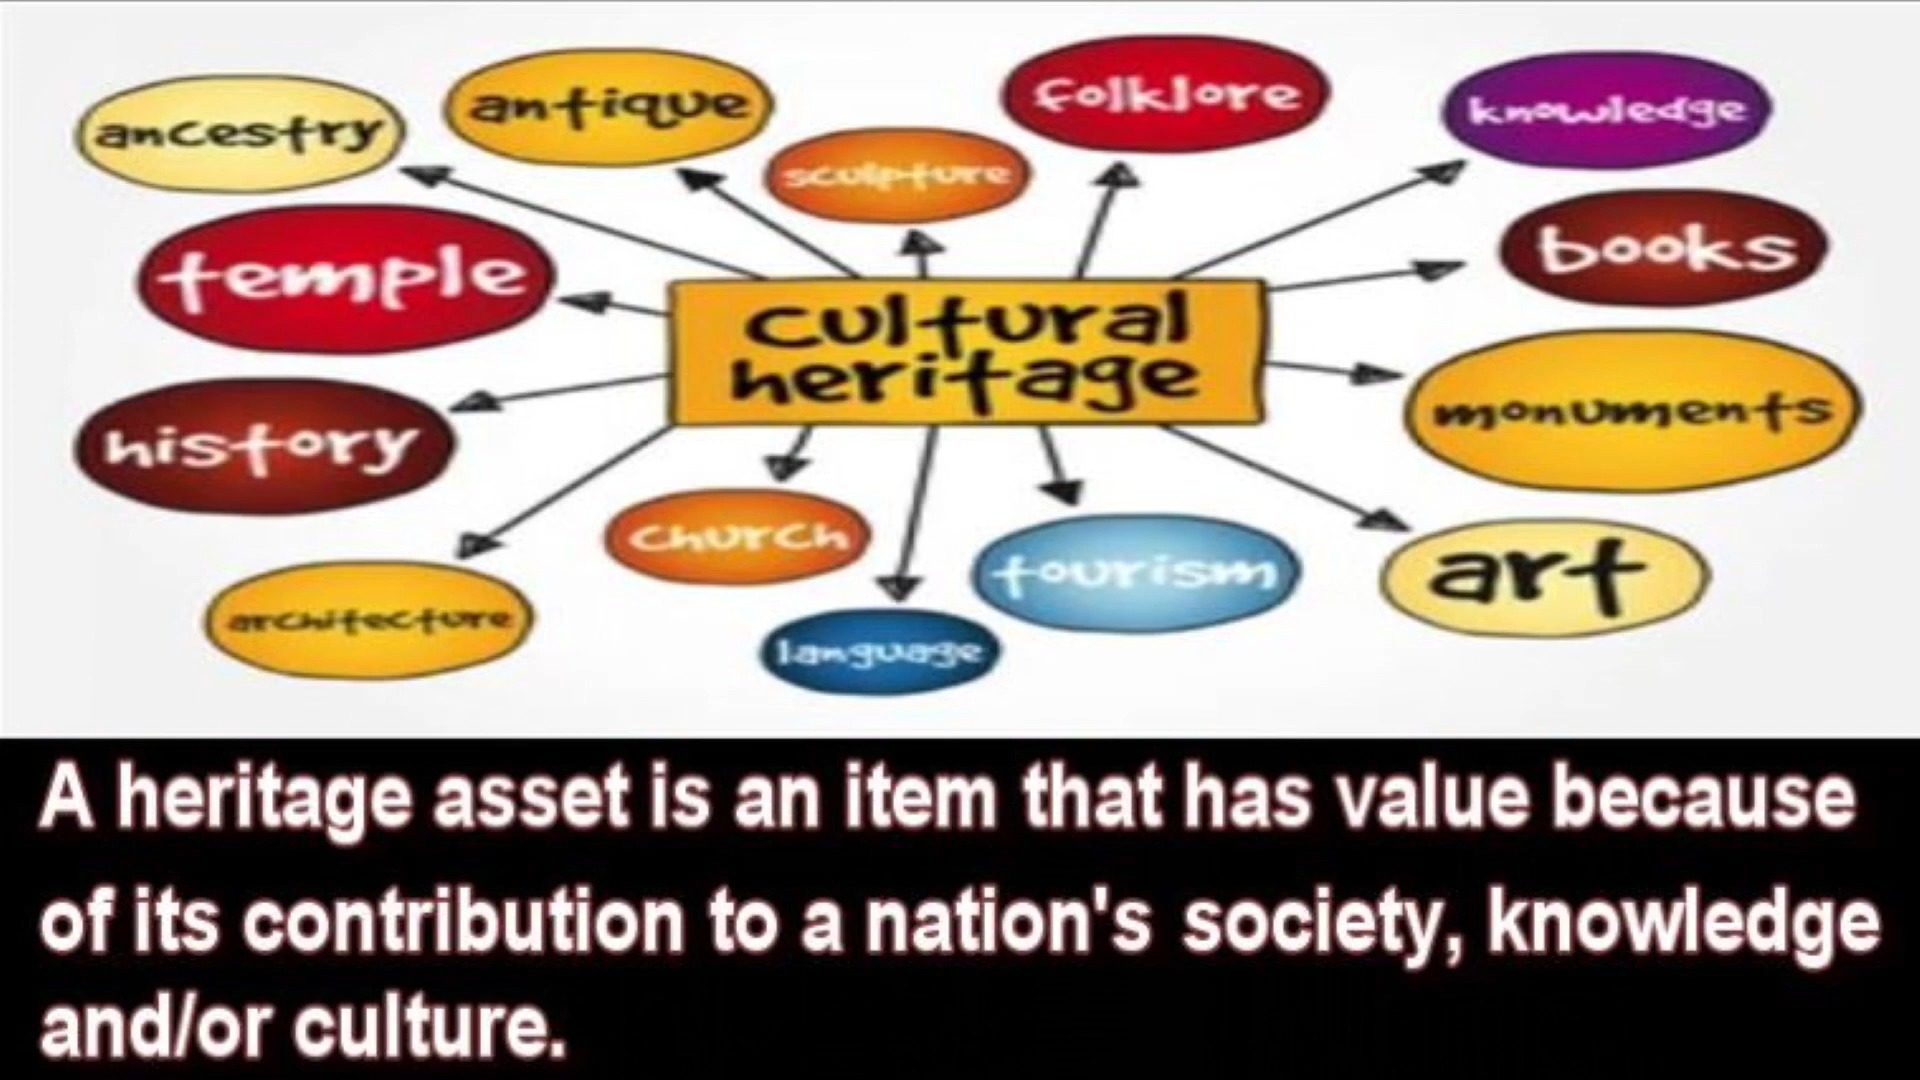 ancestry
antique
sculpture
folklore
knowledge
temple
books
cultural
heritage
history
monuments
architecture
church
language
tourism
art
A heritage asset is an item that has value because
of its contribution to a nation's society, knowledge
and/or culture.